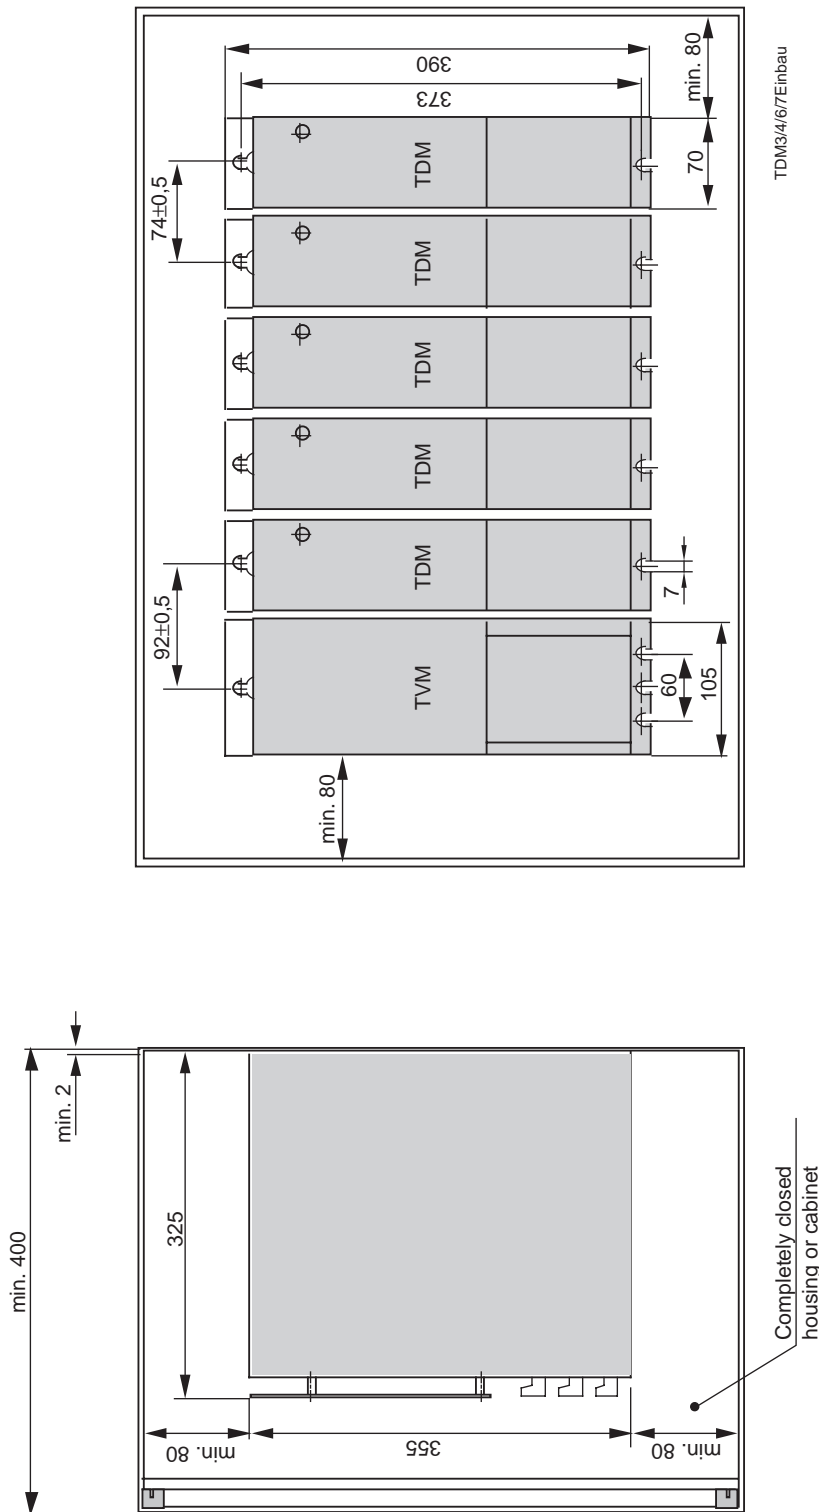 390
373
min. 80
TDM3/4/6/7Einbau
74±0,5
TDM
70
TDM
TDM
TDM
92±0,5
TDM
7
TVM
60
105
min. 80
min. 400
min. 2
325
Completely closed
housing or cabinet
min. 80
355
min. 80